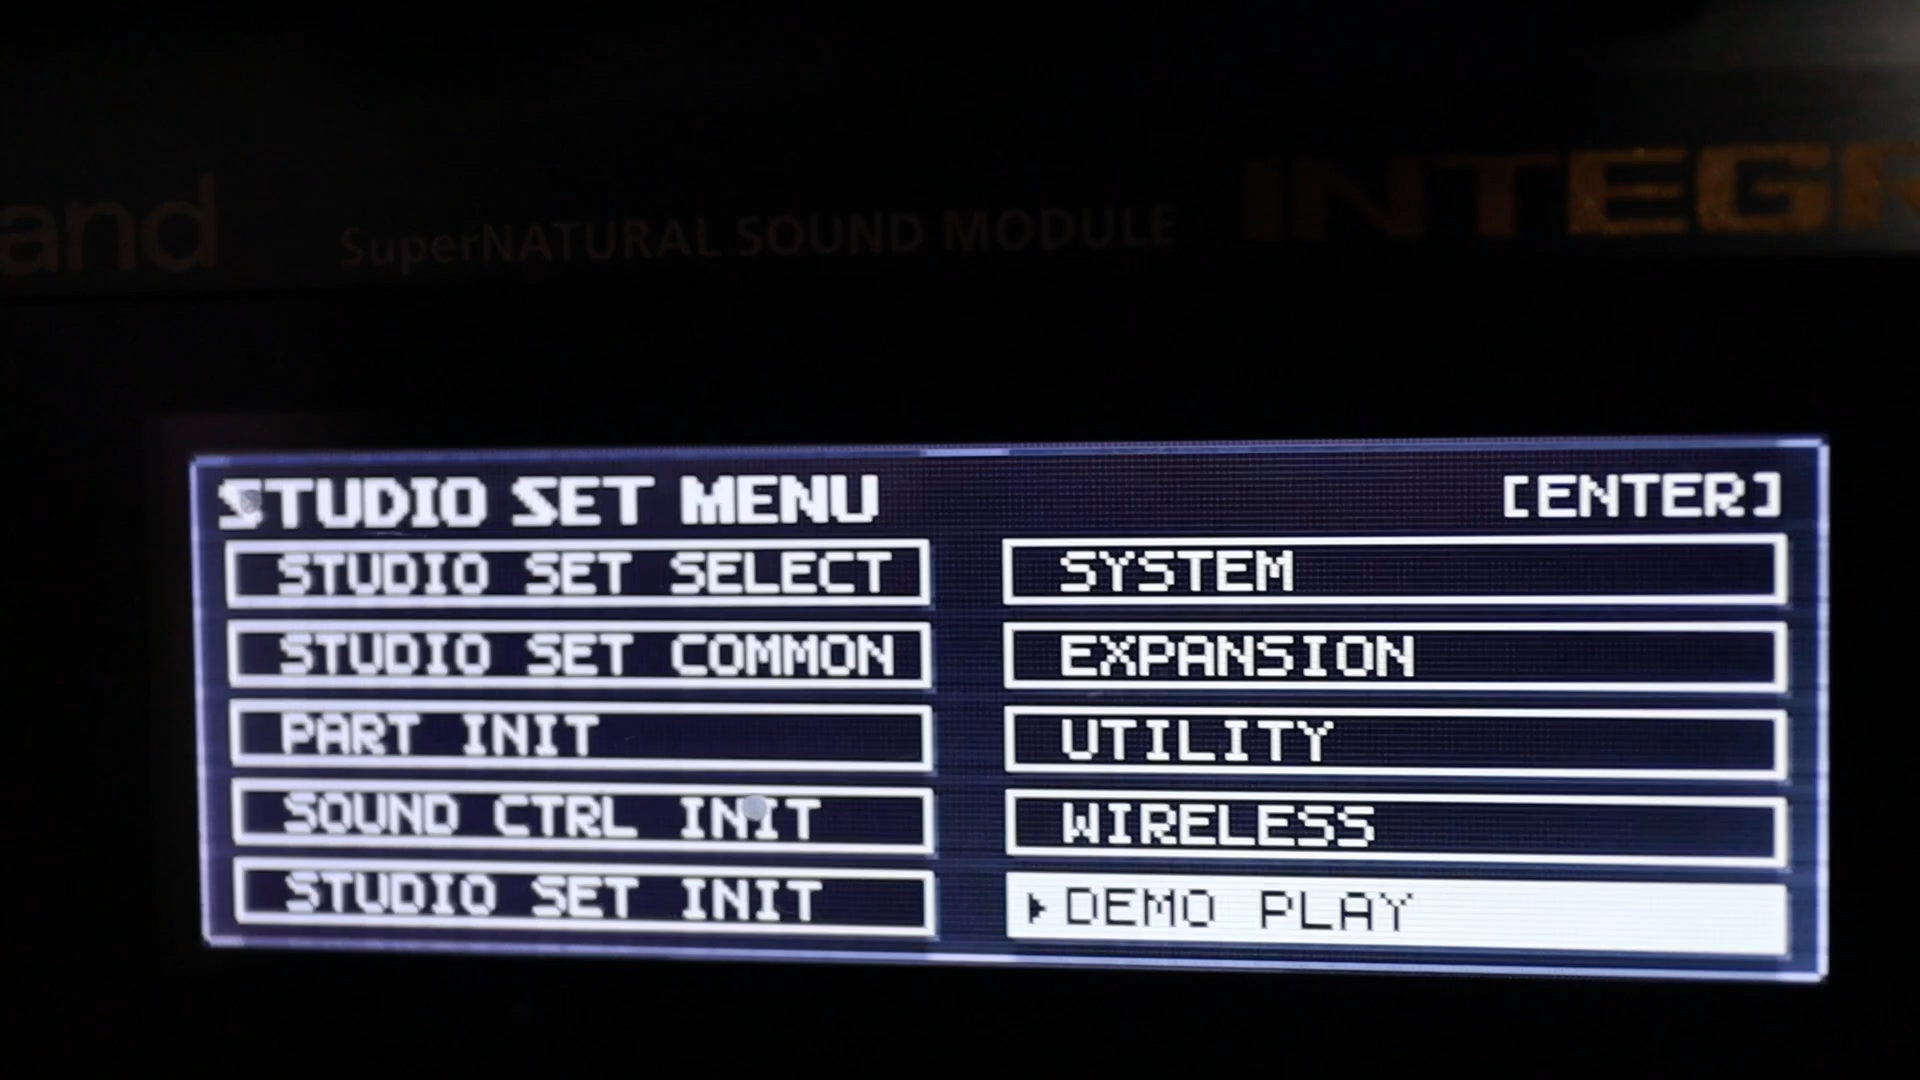 and SuperNATURAL SOUND MODULE INTEGR
STUDIO SET MENU [ENTER]
STUDIO SET SELECT
STUDIO SET COMMON
PART INIT
SOUND CTRL INIT
STUDIO SET INIT
SYSTEM
EXPANSION
UTILITY
WIRELESS
DEMO PLAY